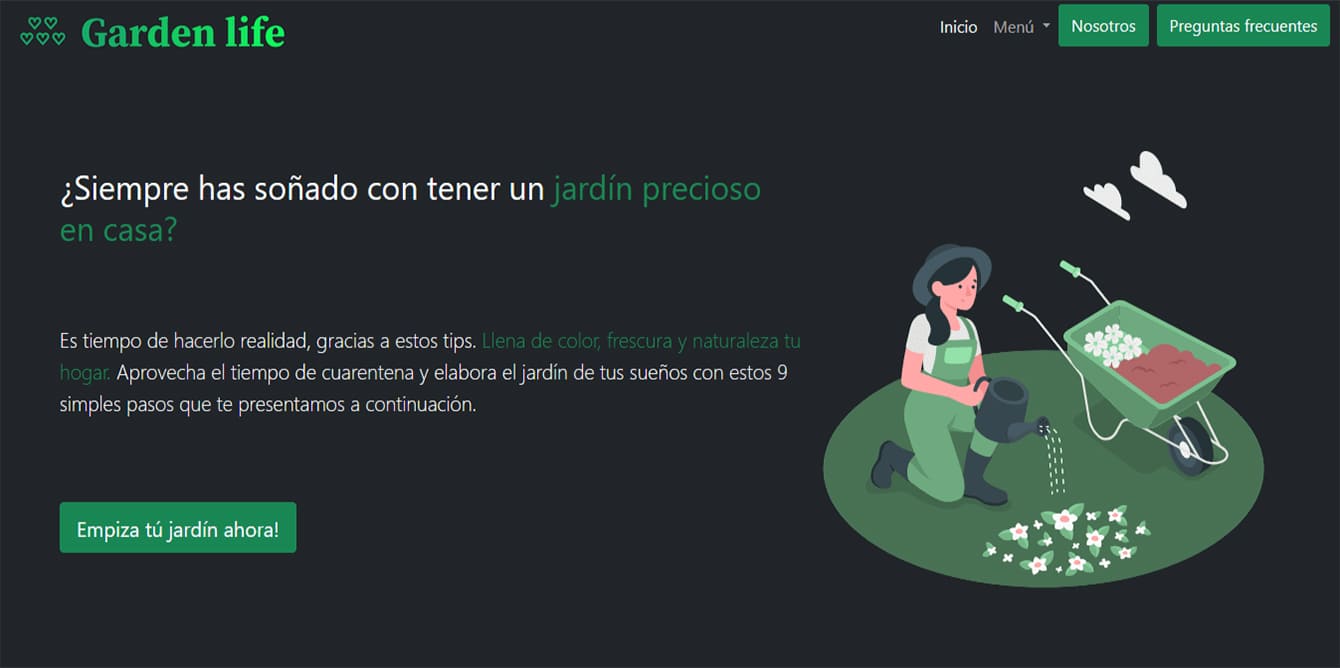 Garden life
Inicio
Menú
Nosotros
Preguntas frecuentes
¿Siempre has soñado con tener un jardín precioso
en casa?
Es tiempo de hacerlo realidad, gracias a estos tips. Llena de color, frescura y naturaleza tu
hogar. Aprovecha el tiempo de cuarentena y elabora el jardín de tus sueños con estos 9
simples pasos que te presentamos a continuación.
Empiza tú jardín ahora!